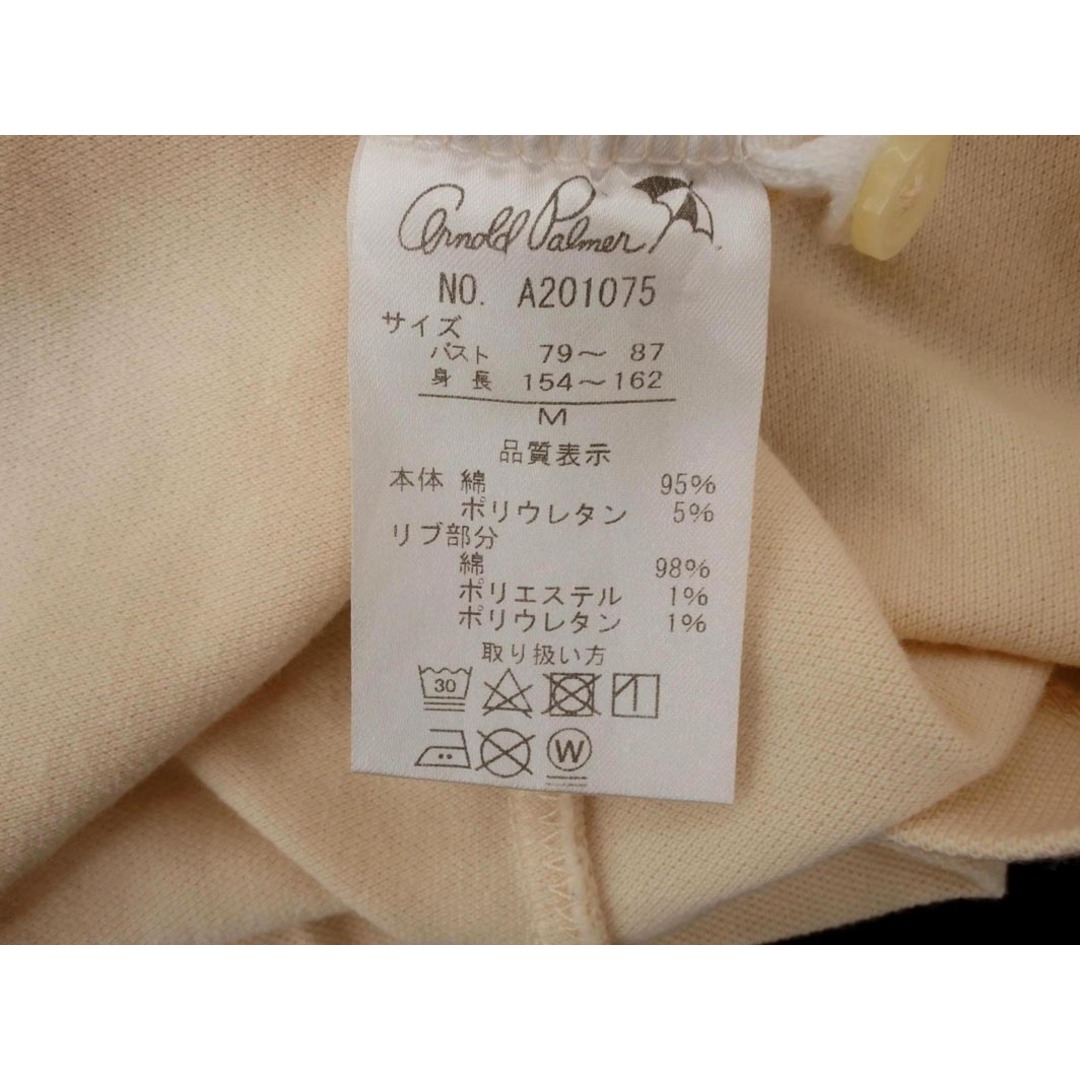 Arnold Palmer
NO. A201075
サイズ
バスト 79〜 87
身長 154〜162
M
品質表示
本体 綿 95%
ポリウレタン 5%
リブ部分
綿 98%
ポリエステル 1%
ポリウレタン 1%
取り扱い方
30
W